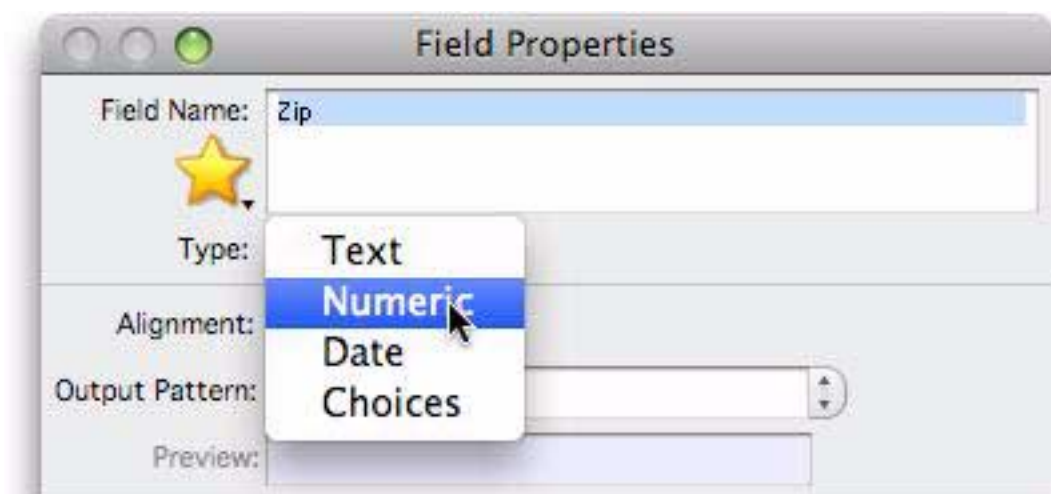 Field Properties
Field Name: Zip
Type:
Text
Numeric
Date
Choices
Alignment:
Output Pattern:
Preview: